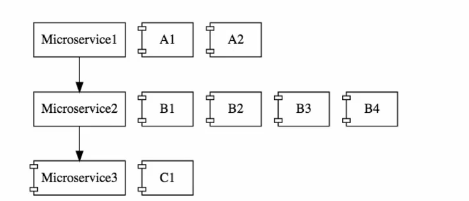 Microservice1 A1 A2
Microservice2 B1 B2 B3 B4
Microservice3 C1